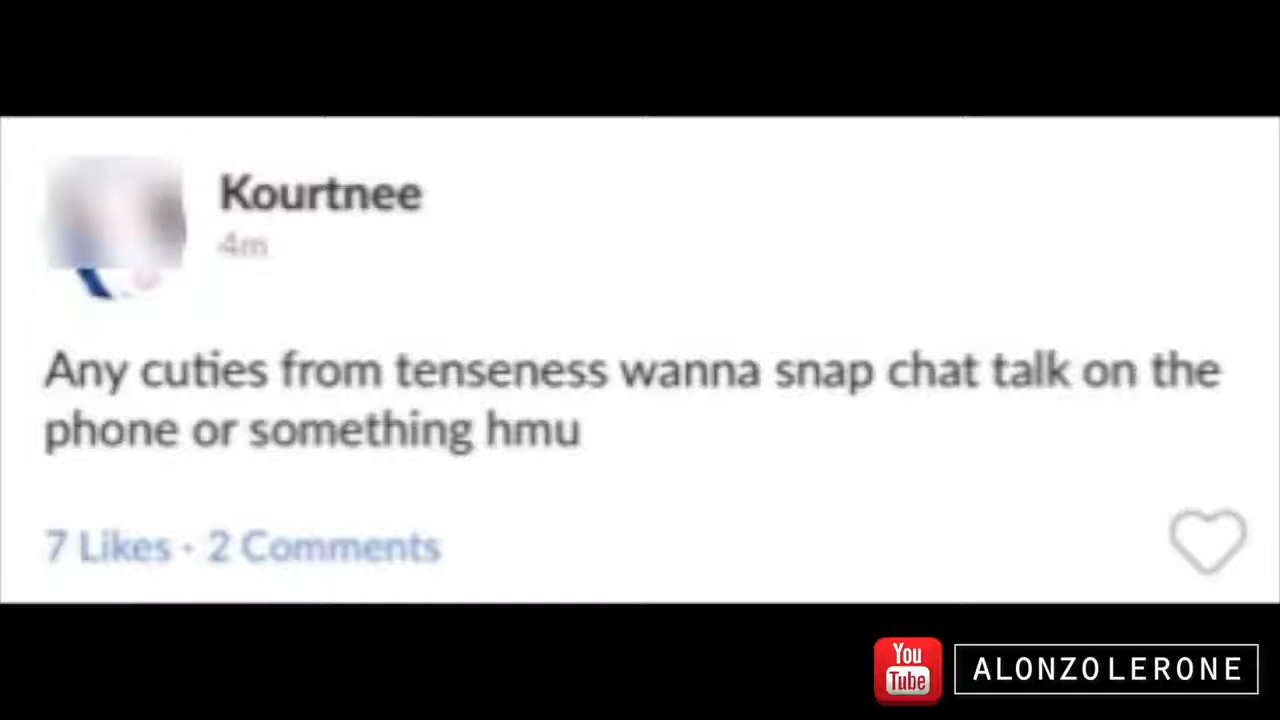 Kourtnee
4m
Any cuties from tenseness wanna snap chat talk on the
phone or something hmu
7 Likes · 2 Comments
You
Tube
ALONZOLERONE